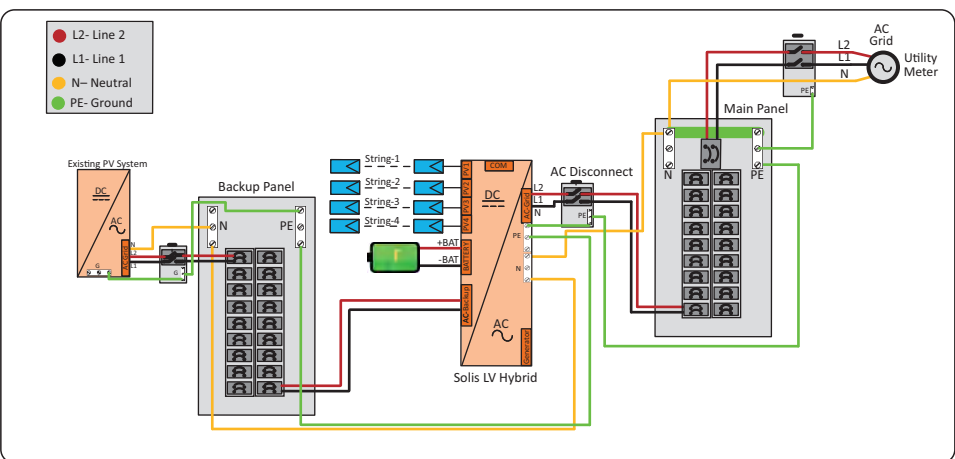 L2- Line 2
L1- Line 1
N– Neutral
PE- Ground
AC
Grid
Utility
Meter
L2
L1
N
PE
Main Panel
N
PE
Existing PV System
DC
AC
AC-Grid
N
L2
L1
G
G
Backup Panel
N
PE
String-1
String-2
String-3
String-4
+BAT
-BAT
PV1
PV2
PV3
PV4
BATTERY
AC-Backup
COM
DC
AC
AC-Grid
PE
N
Generator
Solis LV Hybrid
L2
L1
N
AC Disconnect
PE